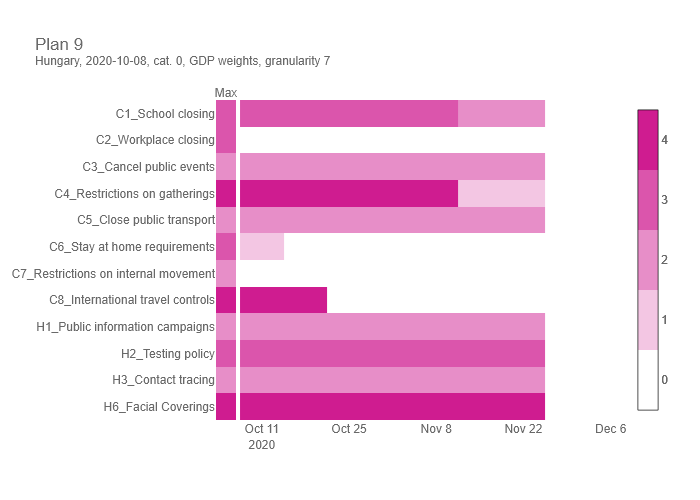 Plan 9
Hungary, 2020-10-08, cat. 0, GDP weights, granularity 7
Max
C1_School closing
C2_Workplace closing
C3_Cancel public events
C4_Restrictions on gatherings
C5_Close public transport
C6_Stay at home requirements
C7_Restrictions on internal movement
C8_International travel controls
H1_Public information campaigns
H2_Testing policy
H3_Contact tracing
H6_Facial Coverings
Oct 11 Oct 25 Nov 8 Nov 22 Dec 6
2020
4
3
2
1
0